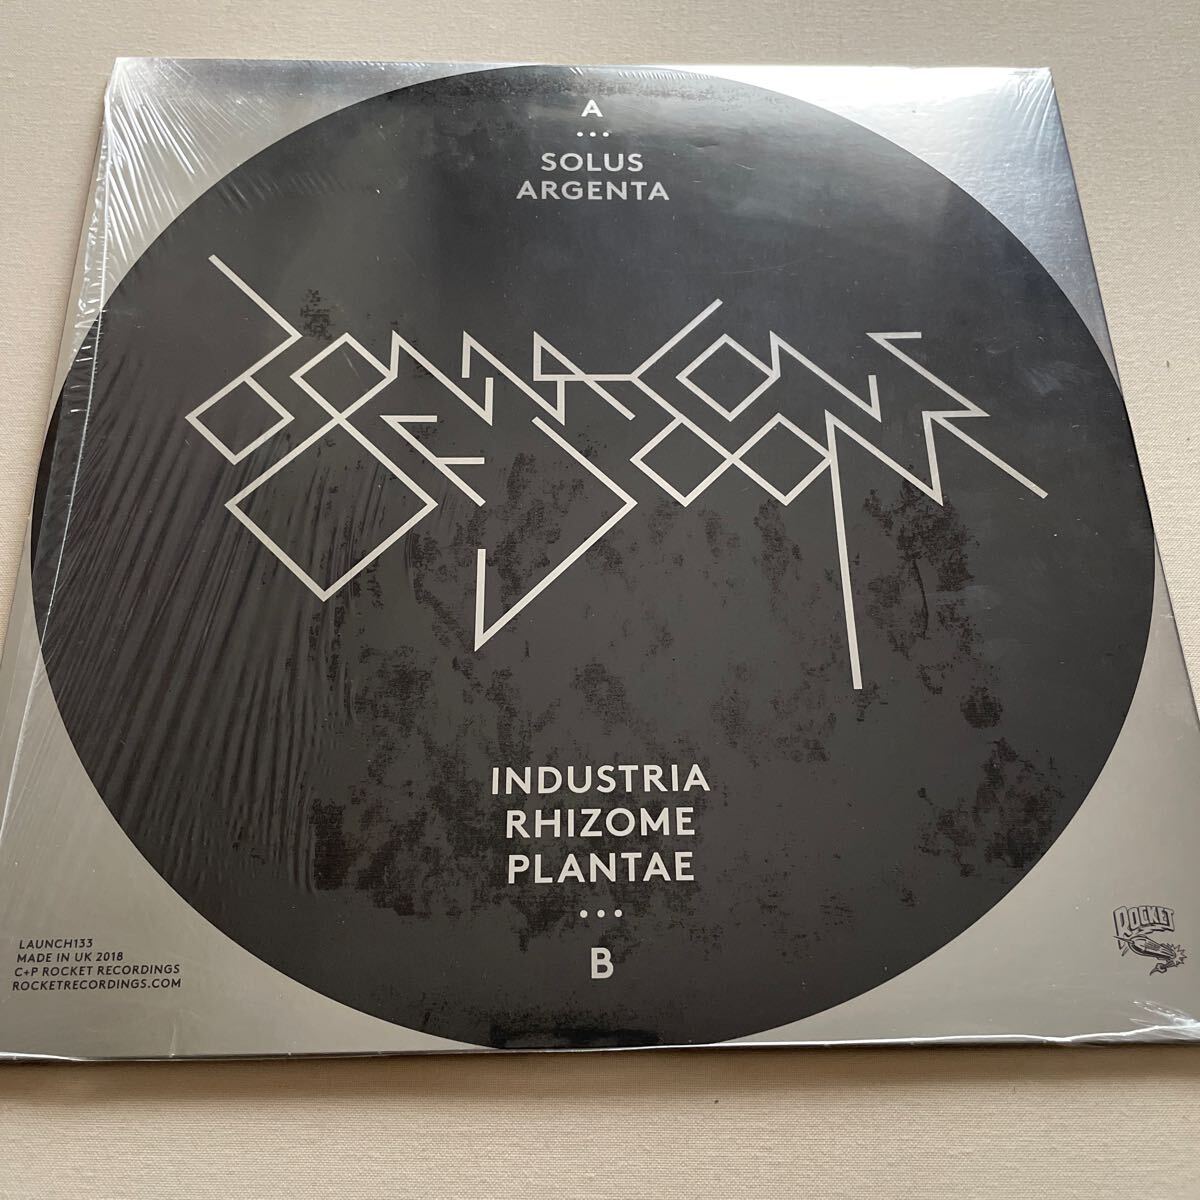 A
...
SOLUS
ARGENTA
INDUSTRIA
RHIZOME
PLANTAE
...
B
LAUNCH133
MADE IN UK 2018
C+P ROCKET RECORDINGS
ROCKETRECORDINGS.COM
ROCKET